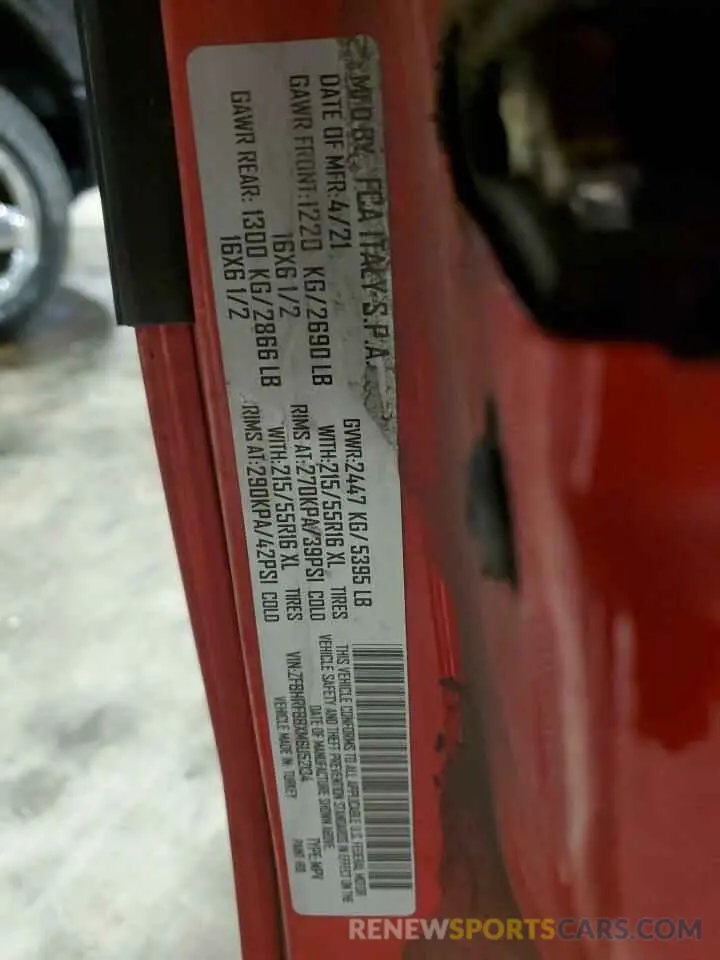 MFD BY FCA ITALY S.P.A.
DATE OF MFR:4/21 GVWR:2447 KG/5395 LB
GAWR FRONT:1220 KG/2690 LB WITH:215/55R16 XL TIRES
16X6 1/2 RIMS AT:270KPA/39PSI COLD
GAWR REAR: 1300 KG/2866 LB WITH:215/55R16 XL TIRES
16X6 1/2 RIMS AT:290KPA/42PSI COLD
THIS VEHICLE CONFORMS TO ALL APPLICABLE U.S. FEDERAL MOTOR
VEHICLE SAFETY AND THEFT PREVENTION STANDARDS IN EFFECT ON THE
DATE OF MANUFACTURE SHOWN ABOVE.
VIN: TYPE:MPV
VEHICLE MADE IN TURKEY PAINT
RENEWSPORTSCARS.COM